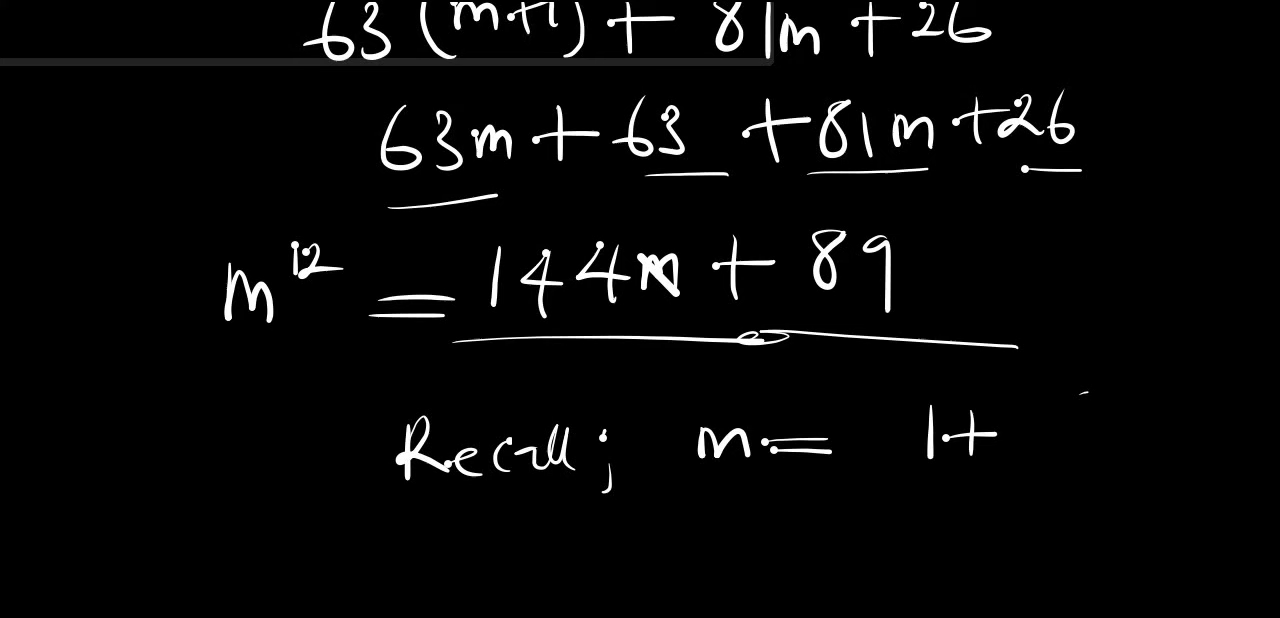 63 (m+1) + 81m + 26
63m + 63 + 81m + 26
m¹² = 144m + 89
Recall; m = 1+